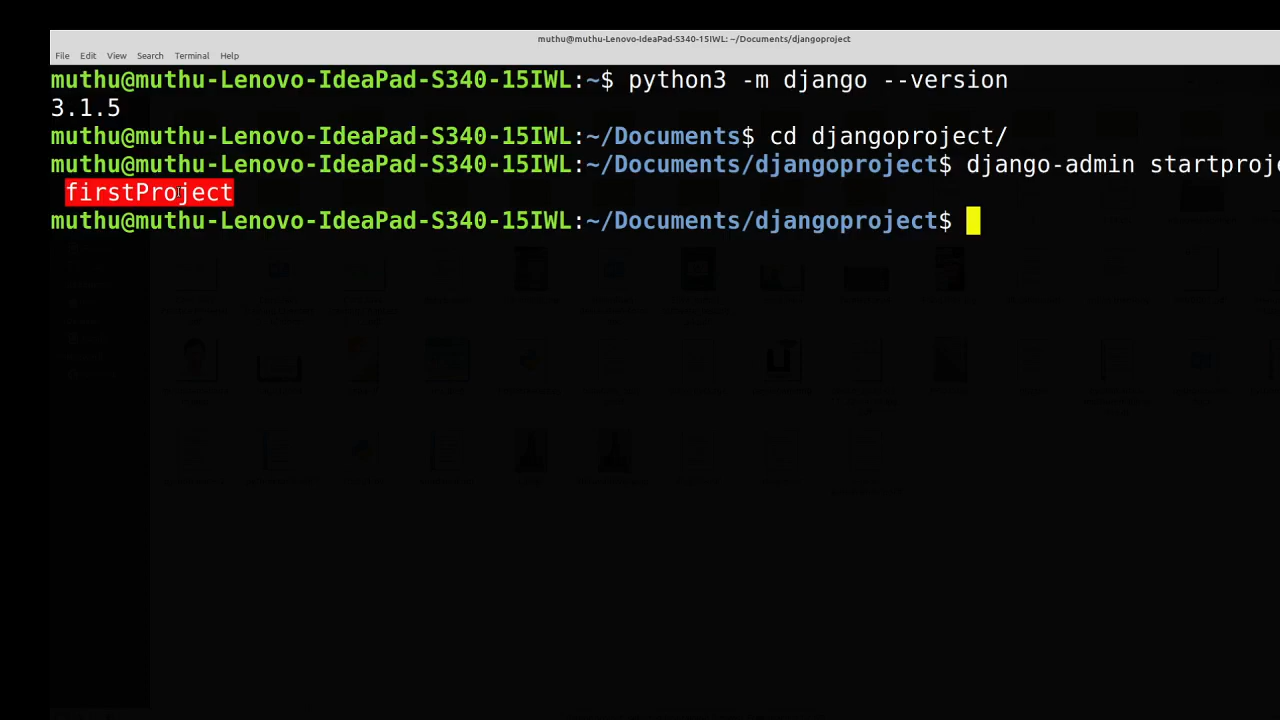 muthu@muthu-Lenovo-IdeaPad-S340-15IWL: ~/Documents/djangoproject
File Edit View Search Terminal Help
muthu@muthu-Lenovo-IdeaPad-S340-15IWL:~$ python3 -m django --version
3.1.5
muthu@muthu-Lenovo-IdeaPad-S340-15IWL:~/Documents$ cd djangoproject/
muthu@muthu-Lenovo-IdeaPad-S340-15IWL:~/Documents/djangoproject$ django-admin startproje
firstProject
muthu@muthu-Lenovo-IdeaPad-S340-15IWL:~/Documents/djangoproject$